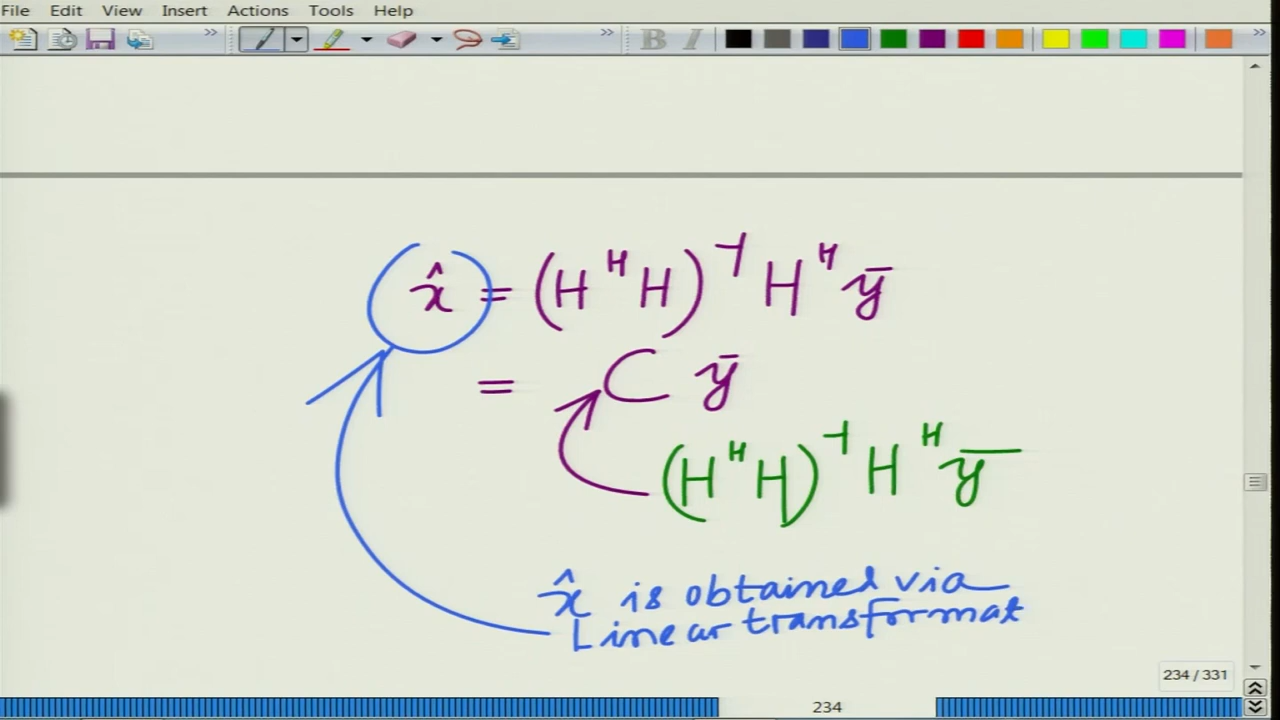 File Edit View Insert Actions Tools Help
B I
x̂ = (H^H H)^-1 H^H ȳ
= C ȳ
(H^H H)^-1 H^H ȳ
x̂ is obtained via
Linear transformat
234 / 331
234